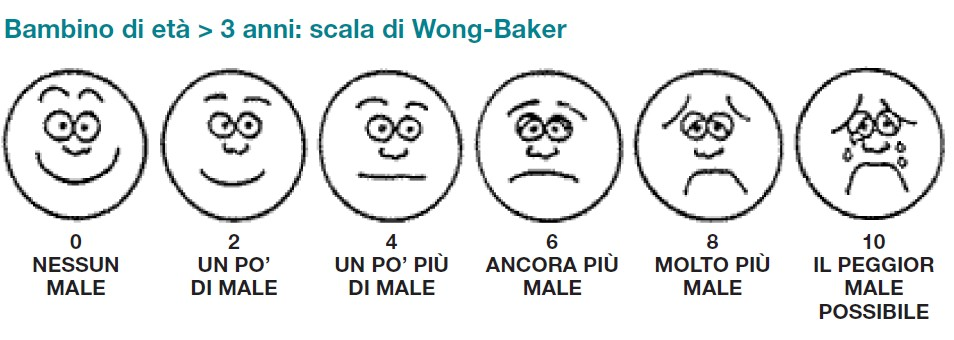 Bambino di età > 3 anni: scala di Wong-Baker
0 2 4 6 8 10
NESSUN UN PO' UN PO' PIÙ ANCORA PIÙ MOLTO PIÙ IL PEGGIOR
MALE DI MALE DI MALE MALE MALE MALE
POSSIBILE